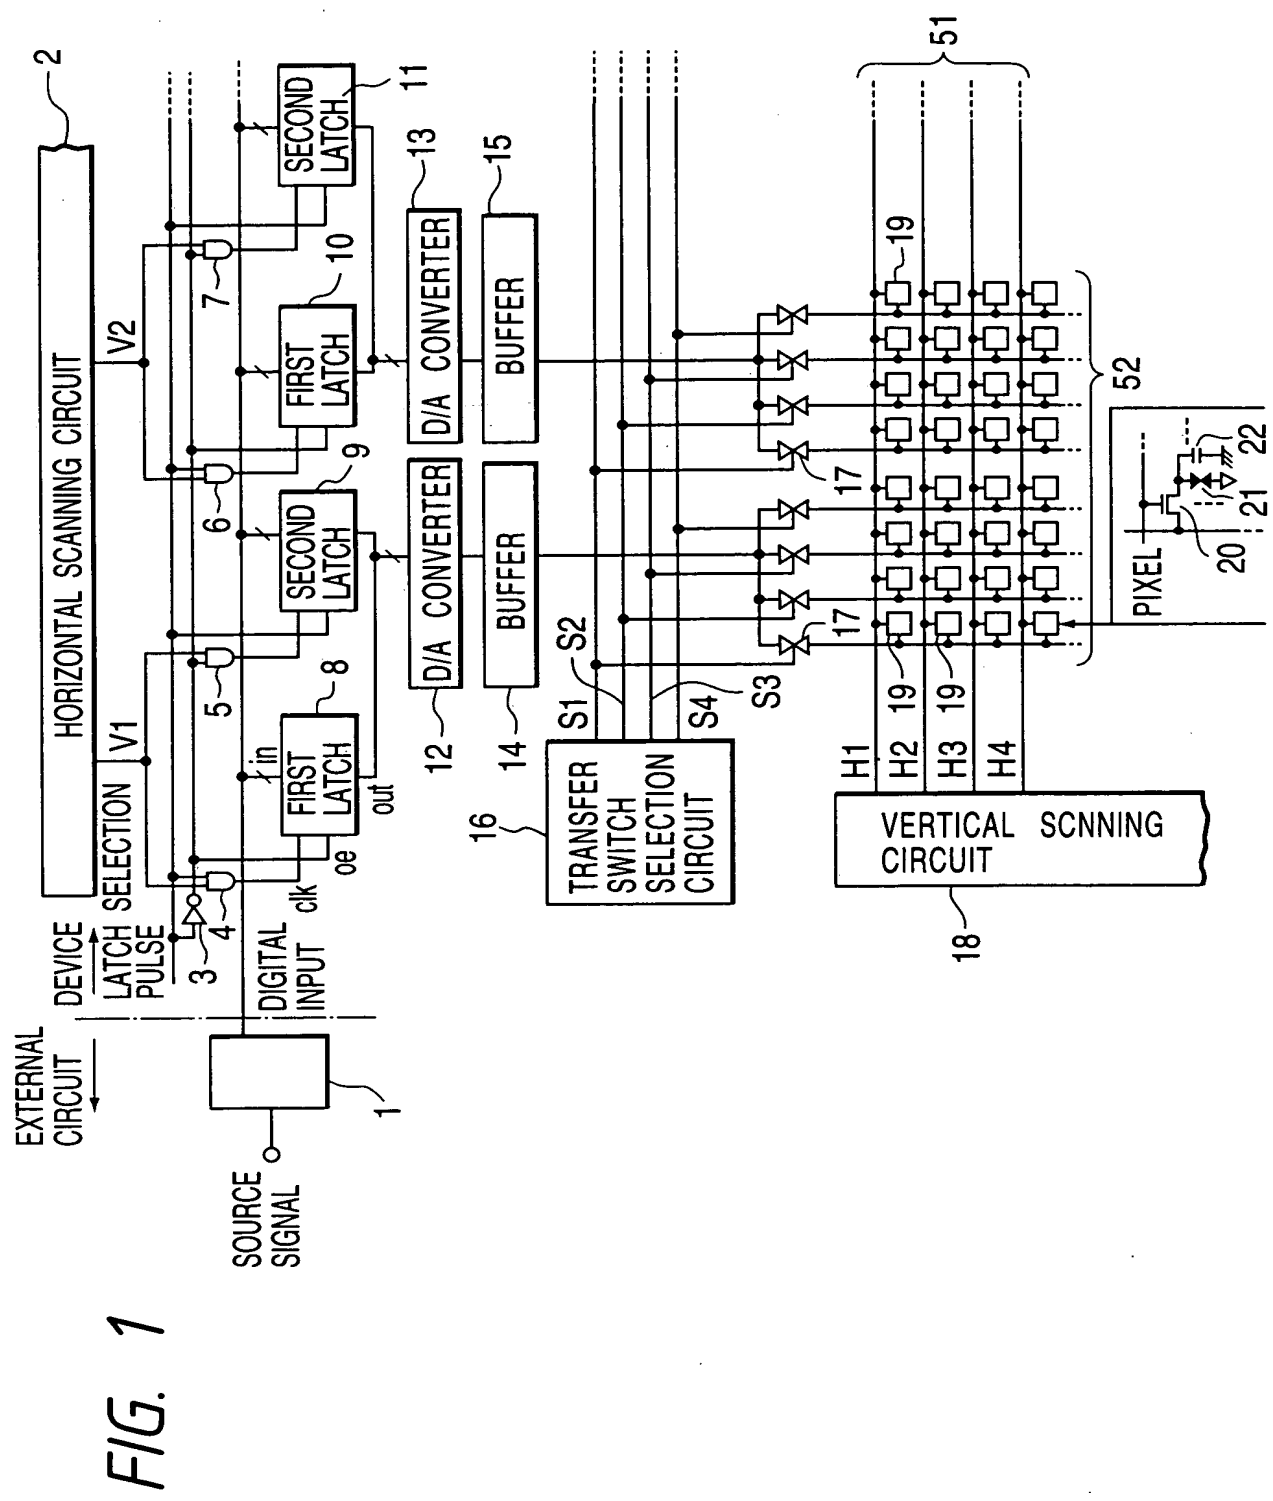 FIG. 1
EXTERNAL
CIRCUIT
DEVICE
SOURCE
SIGNAL
1
DIGITAL
INPUT
LATCH SELECTION
PULSE
HORIZONTAL SCANNING CIRCUIT
2
V1
V2
3
4
5
6
7
clk
oe
in
out
FIRST
LATCH
8
SECOND
LATCH
9
FIRST
LATCH
10
SECOND
LATCH
11
D/A CONVERTER
12
D/A CONVERTER
13
BUFFER
14
BUFFER
15
TRANSFER
SWITCH
SELECTION
CIRCUIT
16
S1
S2
S3
S4
17
17
VERTICAL SCNNING
CIRCUIT
18
H1
H2
H3
H4
19
19
19
51
52
PIXEL
20
21
22